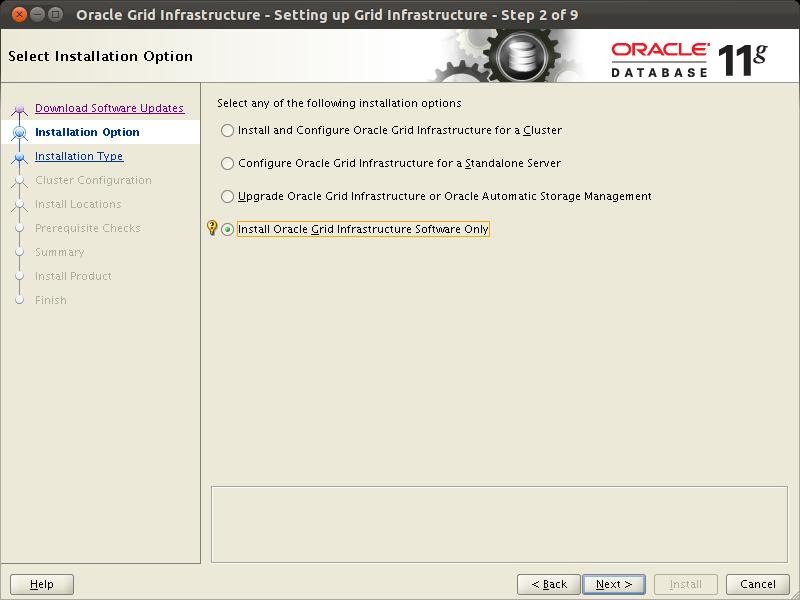 Oracle Grid Infrastructure - Setting up Grid Infrastructure - Step 2 of 9
Select Installation Option
ORACLE
DATABASE 11g
Download Software Updates
Installation Option
Installation Type
Cluster Configuration
Install Locations
Prerequisite Checks
Summary
Install Product
Finish
Select any of the following installation options
Install and Configure Oracle Grid Infrastructure for a Cluster
Configure Oracle Grid Infrastructure for a Standalone Server
Upgrade Oracle Grid Infrastructure or Oracle Automatic Storage Management
Install Oracle Grid Infrastructure Software Only
Help
< Back
Next >
Install
Cancel